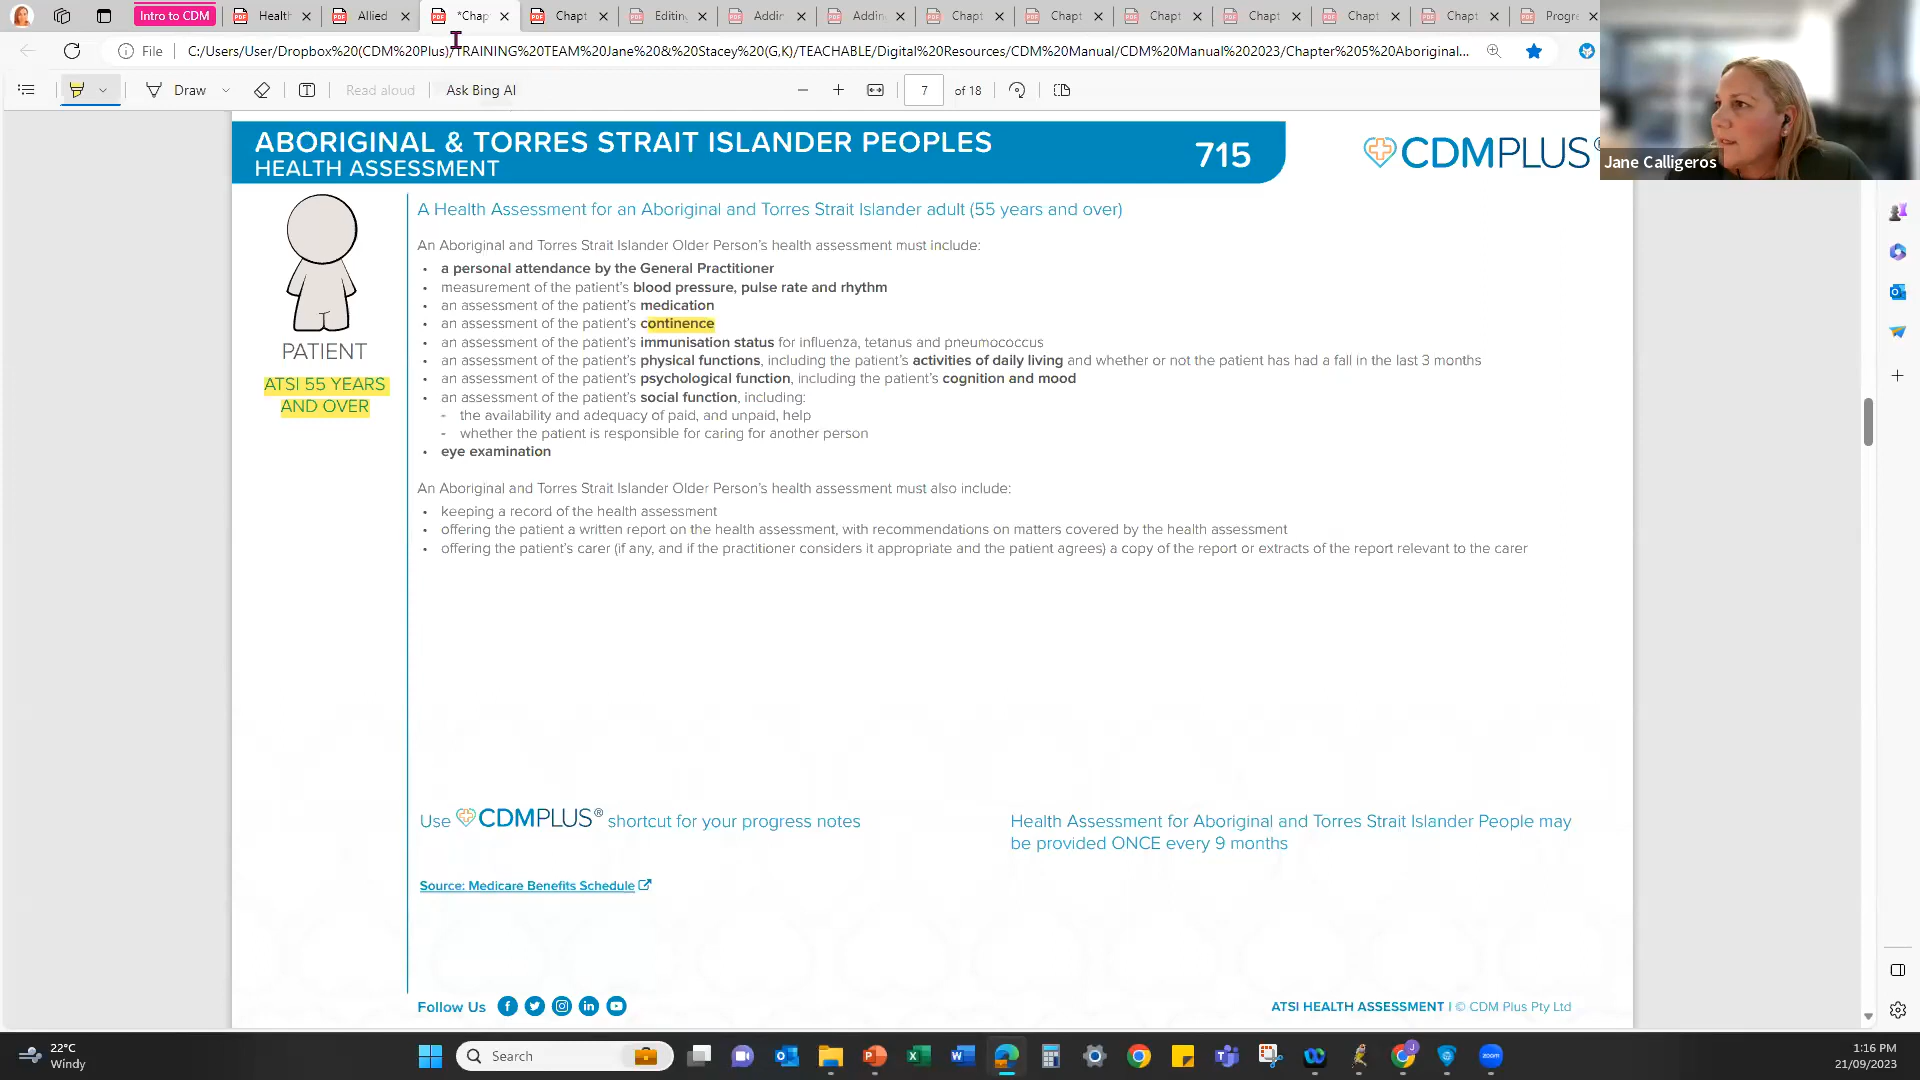 Intro to CDM
Health
Allied
*Chap
Chapt
Editing
Addin
Adding
Chapt
Chapt
Chapt
Chapt
Chapt
Chapt
Progre
File
C:/Users/User/Dropbox%20(CDM%20Plus)/TRAINING%20TEAM%20Jane%20&%20Stacey%20(G,K)/TEACHABLE/Digital%20Resources/CDM%20Manual/CDM%20Manual%202023/Chapter%205%20Aboriginal...
Draw
Read aloud
Ask Bing AI
7
of 18
Jane Calligeros
ABORIGINAL & TORRES STRAIT ISLANDER PEOPLES
HEALTH ASSESSMENT
715
CDMPLUS®
PATIENT
ATSI 55 YEARS
AND OVER
A Health Assessment for an Aboriginal and Torres Strait Islander adult (55 years and over)
An Aboriginal and Torres Strait Islander Older Person's health assessment must include:
• a personal attendance by the General Practitioner
• measurement of the patient's blood pressure, pulse rate and rhythm
• an assessment of the patient's medication
• an assessment of the patient's continence
• an assessment of the patient's immunisation status for influenza, tetanus and pneumococcus
• an assessment of the patient's physical functions, including the patient's activities of daily living and whether or not the patient has had a fall in the last 3 months
• an assessment of the patient's psychological function, including the patient's cognition and mood
• an assessment of the patient's social function, including:
- the availability and adequacy of paid, and unpaid, help
- whether the patient is responsible for caring for another person
• eye examination
An Aboriginal and Torres Strait Islander Older Person's health assessment must also include:
• keeping a record of the health assessment
• offering the patient a written report on the health assessment, with recommendations on matters covered by the health assessment
• offering the patient's carer (if any, and if the practitioner considers it appropriate and the patient agrees) a copy of the report or extracts of the report relevant to the carer
Use CDMPLUS® shortcut for your progress notes
Health Assessment for Aboriginal and Torres Strait Islander People may
be provided ONCE every 9 months
Source: Medicare Benefits Schedule
Follow Us
ATSI HEALTH ASSESSMENT | © CDM Plus Pty Ltd
22°C
Windy
Search
zoom
1:16 PM
21/09/2023